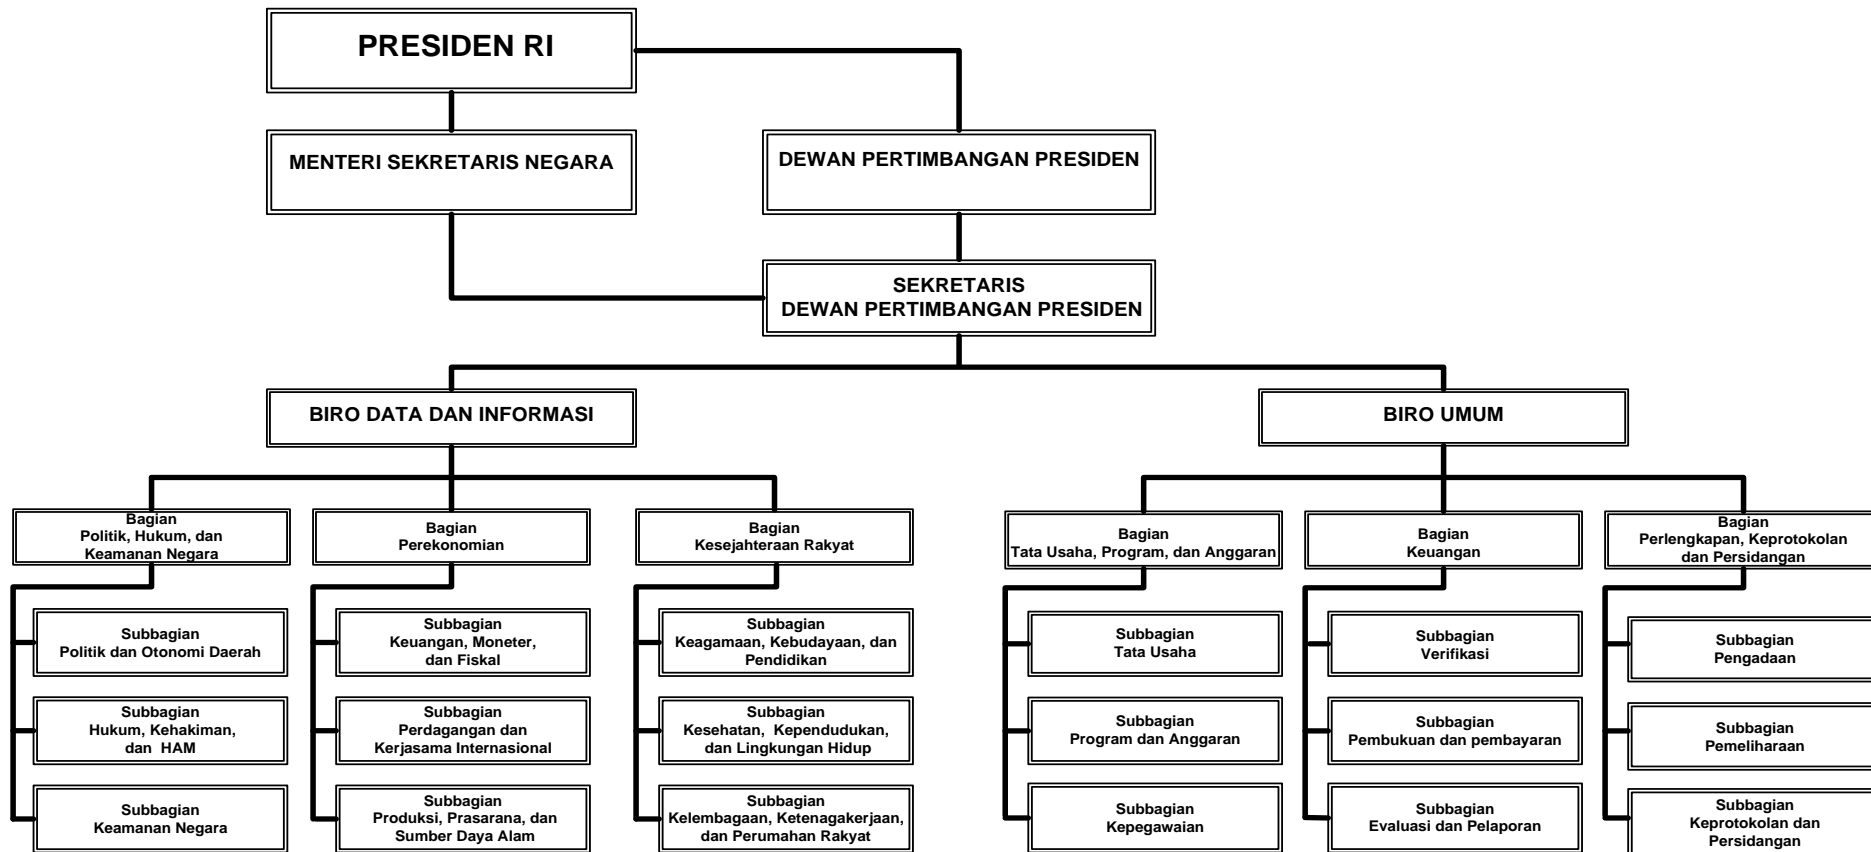 PRESIDEN RI
MENTERI SEKRETARIS NEGARA
DEWAN PERTIMBANGAN PRESIDEN
SEKRETARIS
DEWAN PERTIMBANGAN PRESIDEN
BIRO DATA DAN INFORMASI
BIRO UMUM
Bagian
Politik, Hukum, dan
Keamanan Negara
Bagian
Perekonomian
Bagian
Kesejahteraan Rakyat
Bagian
Tata Usaha, Program, dan Anggaran
Bagian
Keuangan
Bagian
Perlengkapan, Keprotokolan
dan Persidangan
Subbagian
Politik dan Otonomi Daerah
Subbagian
Keuangan, Moneter,
dan Fiskal
Subbagian
Keagamaan, Kebudayaan, dan
Pendidikan
Subbagian
Tata Usaha
Subbagian
Verifikasi
Subbagian
Pengadaan
Subbagian
Hukum, Kehakiman,
dan HAM
Subbagian
Perdagangan dan
Kerjasama Internasional
Subbagian
Kesehatan, Kependudukan,
dan Lingkungan Hidup
Subbagian
Program dan Anggaran
Subbagian
Pembukuan dan pembayaran
Subbagian
Pemeliharaan
Subbagian
Keamanan Negara
Subbagian
Produksi, Prasarana, dan
Sumber Daya Alam
Subbagian
Kelembagaan, Ketenagakerjaan,
dan Perumahan Rakyat
Subbagian
Kepegawaian
Subbagian
Evaluasi dan Pelaporan
Subbagian
Keprotokolan dan
Persidangan